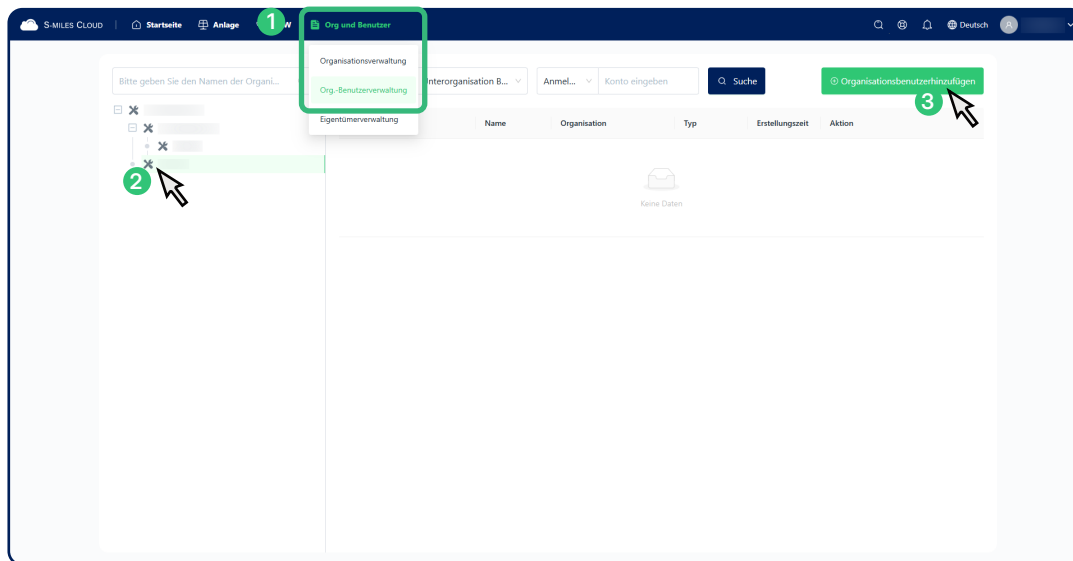 S-MILES CLOUD
Startseite
Anlage
1
W
Org und Benutzer
Deutsch
Organisationsverwaltung
Org.-Benutzerverwaltung
Eigentümerverwaltung
Bitte geben Sie den Namen der Organi...
nterorganisation B...
Anmel...
Konto eingeben
Suche
Organisationsbenutzerhinzufügen
3
Name
Organisation
Typ
Erstellungszeit
Aktion
2
Keine Daten